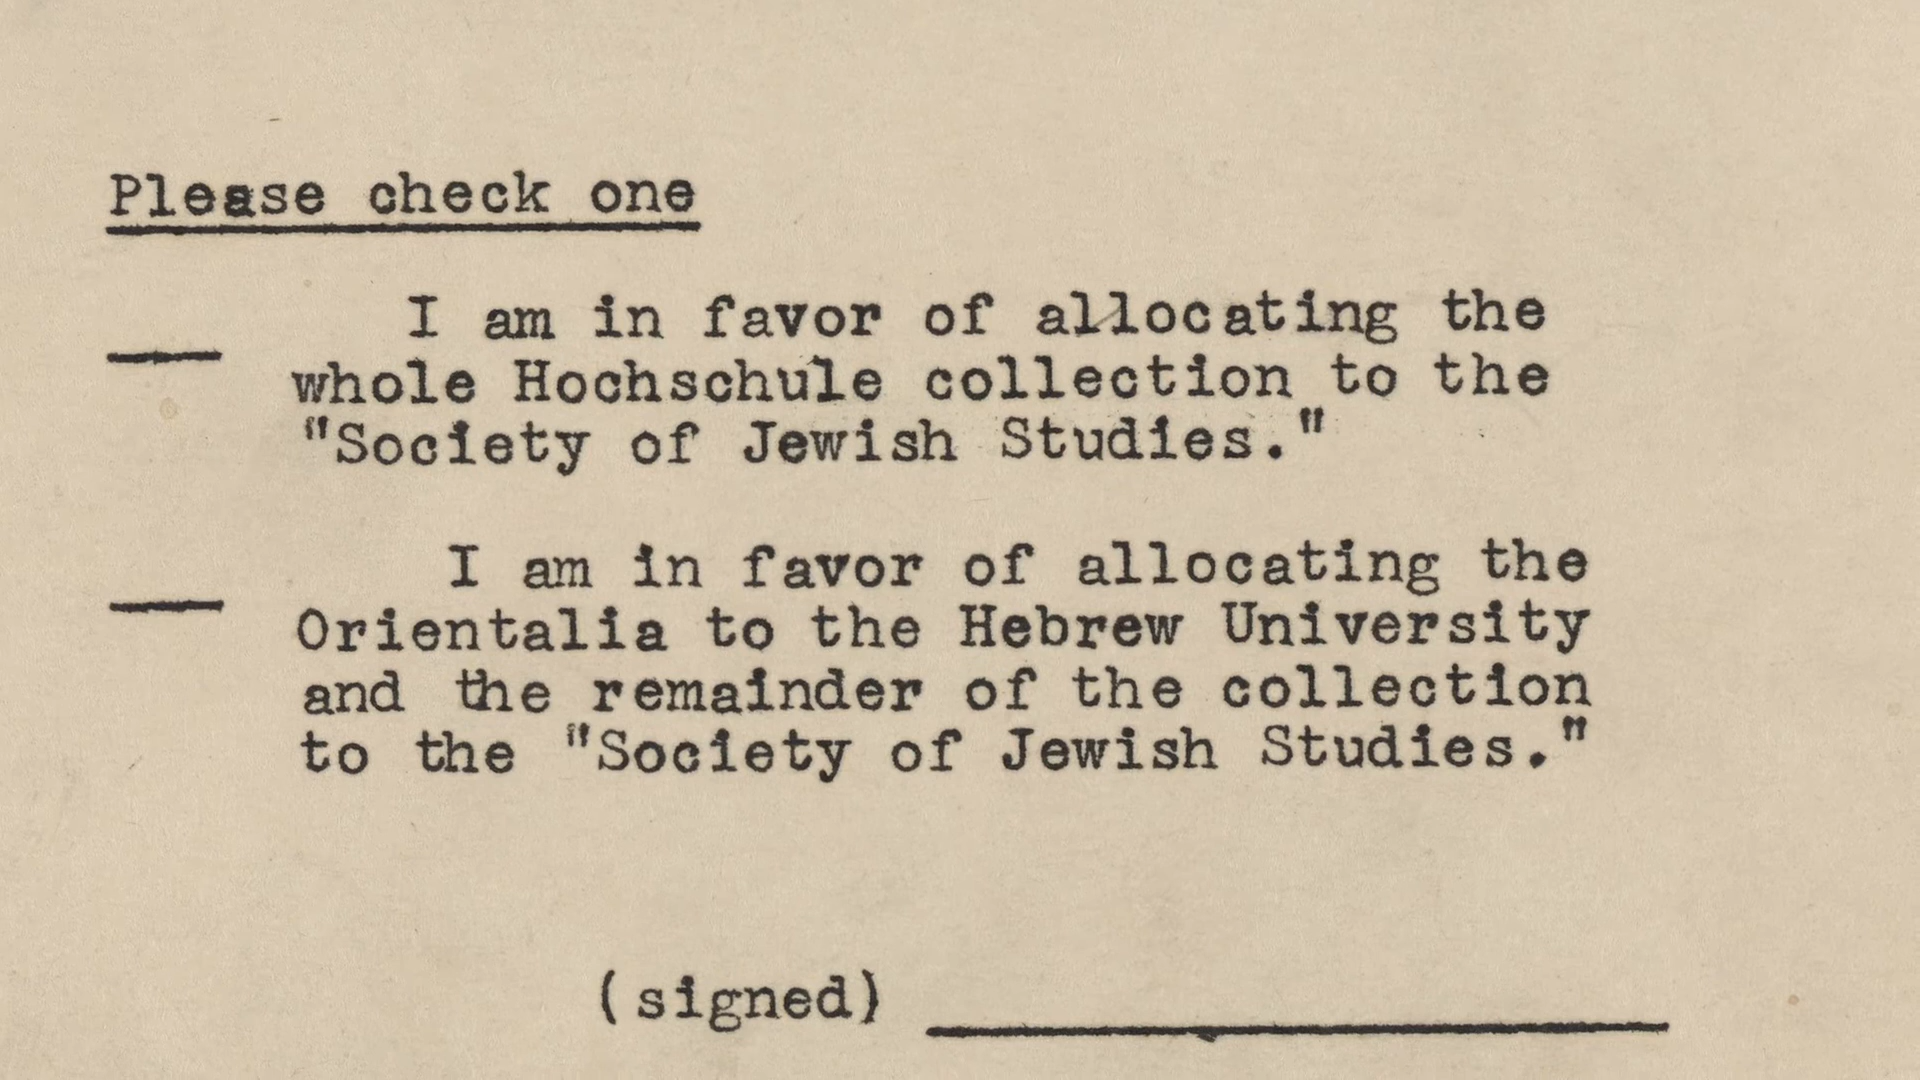 Please check one
I am in favor of allocating the
whole Hochschule collection to the
"Society of Jewish Studies."
I am in favor of allocating the
Orientalia to the Hebrew University
and the remainder of the collection
to the "Society of Jewish Studies."
(signed)